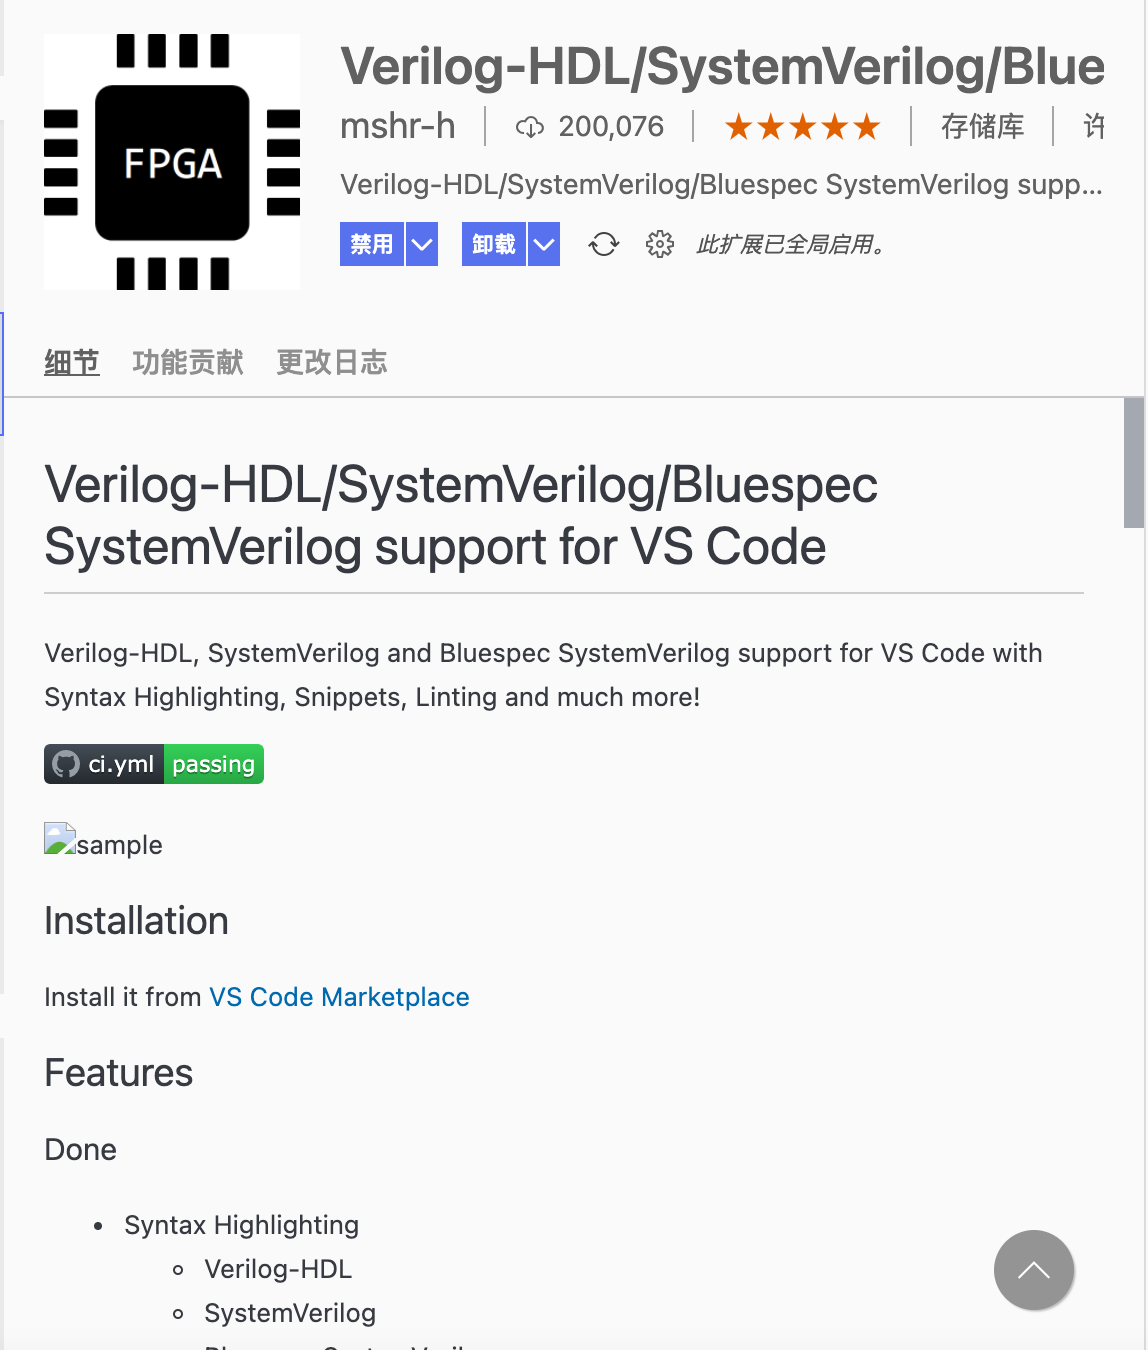 FPGA
Verilog-HDL/SystemVerilog/Blue
mshr-h 200,076 ★★★★★ 存储库 许
Verilog-HDL/SystemVerilog/Bluespec SystemVerilog supp...
禁用 卸载 此扩展已全局启用。
细节 功能贡献 更改日志
Verilog-HDL/SystemVerilog/Bluespec
SystemVerilog support for VS Code
Verilog-HDL, SystemVerilog and Bluespec SystemVerilog support for VS Code with
Syntax Highlighting, Snippets, Linting and much more!
ci.yml passing
sample
Installation
Install it from VS Code Marketplace
Features
Done
• Syntax Highlighting
◦ Verilog-HDL
◦ SystemVerilog